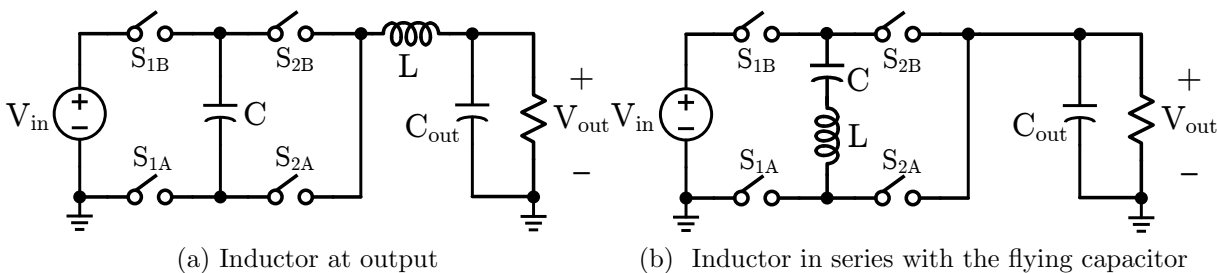 S1B
S2B
L
Vin
+
−
C
Cout
+
Vout
−
S1A
S2A
(a) Inductor at output
S1B
S2B
C
L
Vin
+
−
Cout
+
Vout
−
S1A
S2A
(b) Inductor in series with the flying capacitor